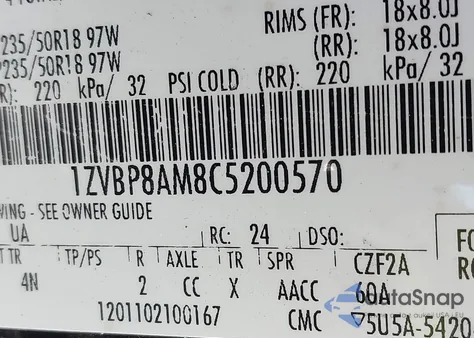 RIMS (FR): 18x8.0J
235/50R18 97W (RR): 18x8.0J
235/50R18 97W
R): 220 kPa/ 32 PSI COLD (RR): 220 kPa/ 32
1ZVBP8AM8C5200570
WING - SEE OWNER GUIDE
UA RC: 24 DSO:
T TR TP/PS AXLE TR SPR CZF2A
4N 2 CC X AACC 60A
1201102100167 CMC ▽5U5A-5420
DataSnap